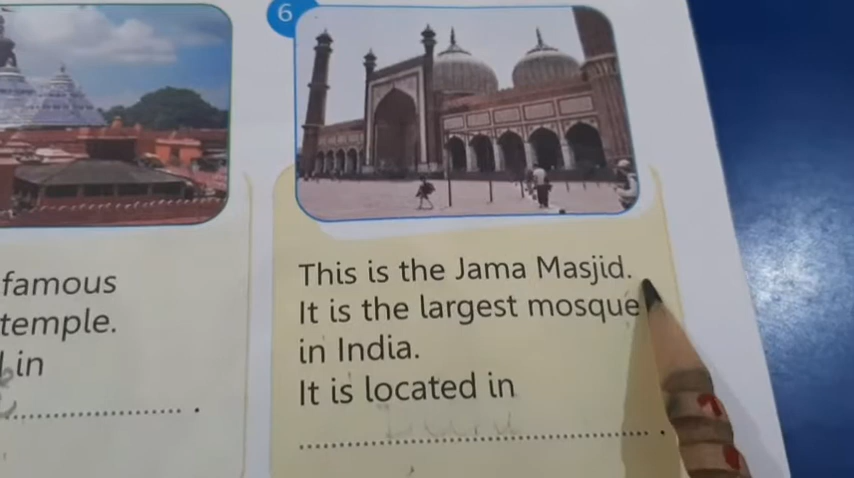 6
famous
temple.
in
This is the Jama Masjid.
It is the largest mosque
in India.
It is located in